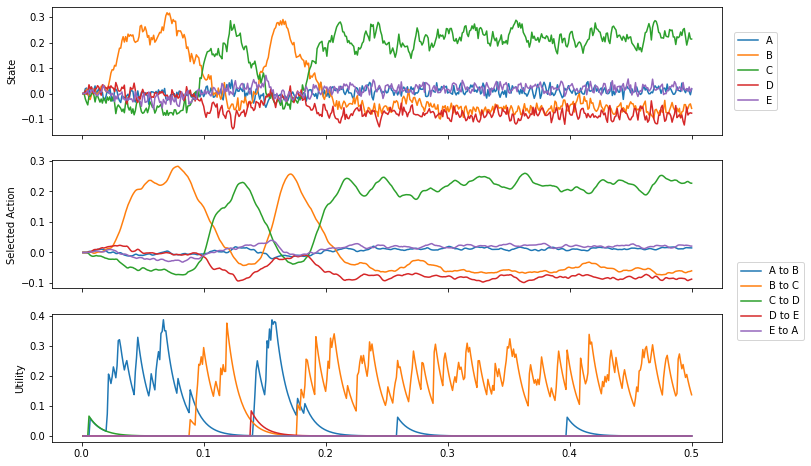 State
0.3
0.2
0.1
0.0
−0.1
A
B
C
D
E
Selected Action
0.3
0.2
0.1
0.0
−0.1
A to B
B to C
C to D
D to E
E to A
Utility
0.4
0.3
0.2
0.1
0.0
0.0 0.1 0.2 0.3 0.4 0.5